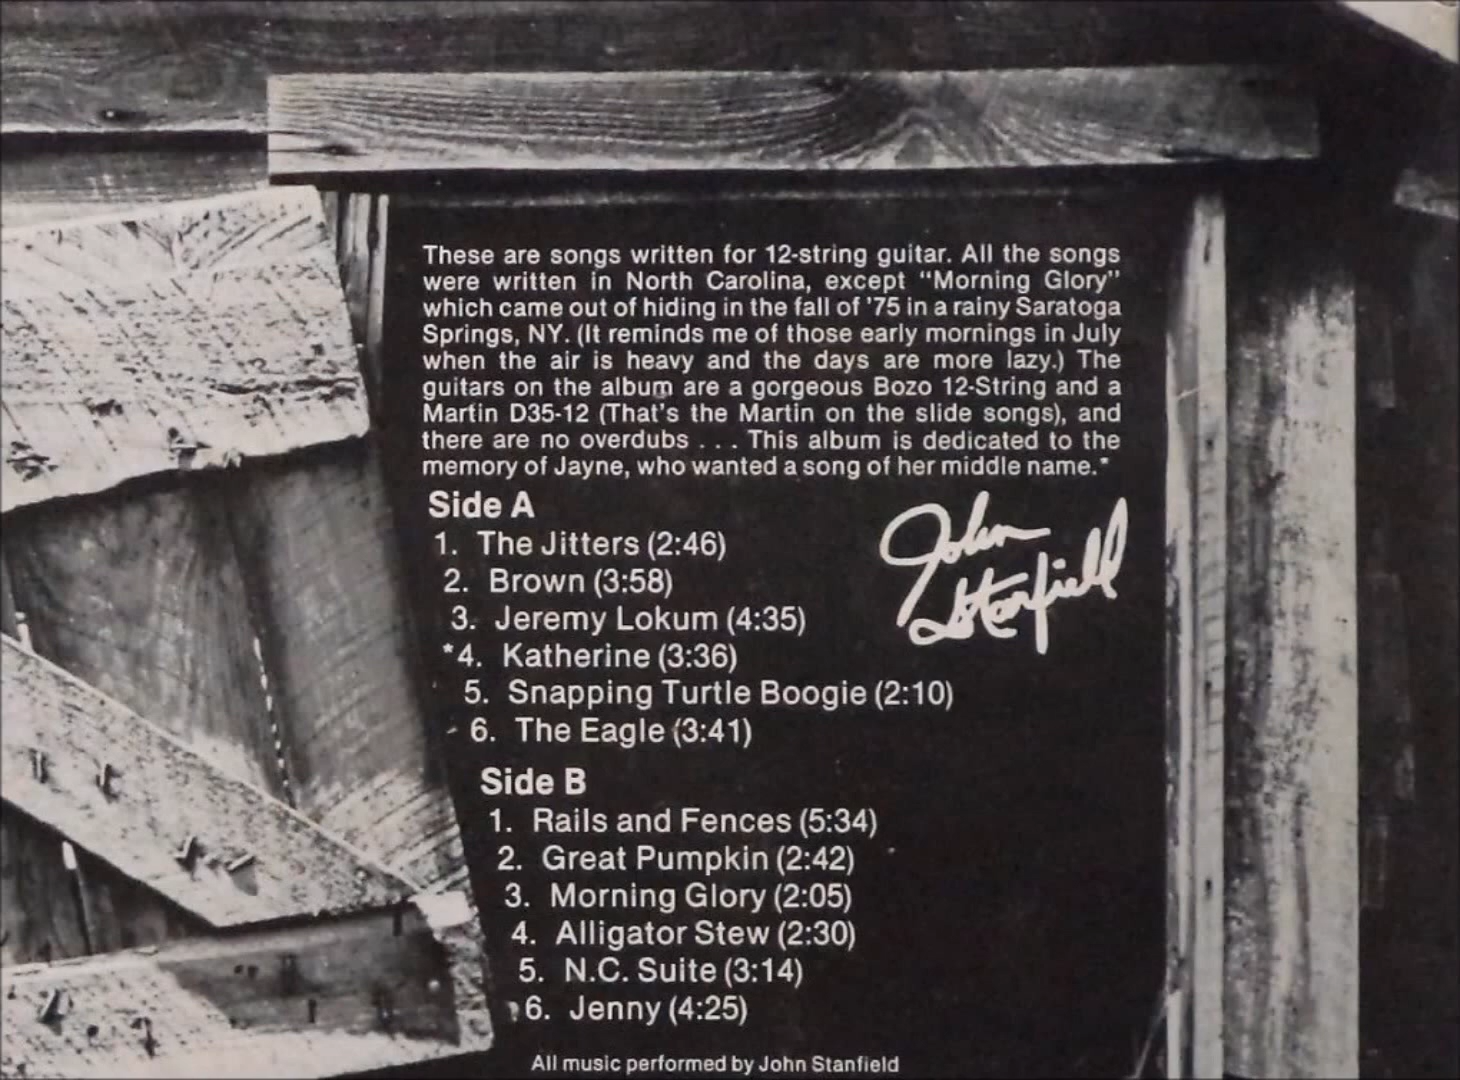 These are songs written for 12-string guitar. All the songs
were written in North Carolina, except "Morning Glory"
which came out of hiding in the fall of '75 in a rainy Saratoga
Springs, NY. (It reminds me of those early mornings in July
when the air is heavy and the days are more lazy.) The
guitars on the album are a gorgeous Bozo 12-String and a
Martin D35-12 (That's the Martin on the slide songs), and
there are no overdubs . . . This album is dedicated to the
memory of Jayne, who wanted a song of her middle name.*
Side A
1. The Jitters (2:46)
2. Brown (3:58)
3. Jeremy Lokum (4:35)
*4. Katherine (3:36)
5. Snapping Turtle Boogie (2:10)
6. The Eagle (3:41)
John
Stanfield
Side B
1. Rails and Fences (5:34)
2. Great Pumpkin (2:42)
3. Morning Glory (2:05)
4. Alligator Stew (2:30)
5. N.C. Suite (3:14)
6. Jenny (4:25)
All music performed by John Stanfield